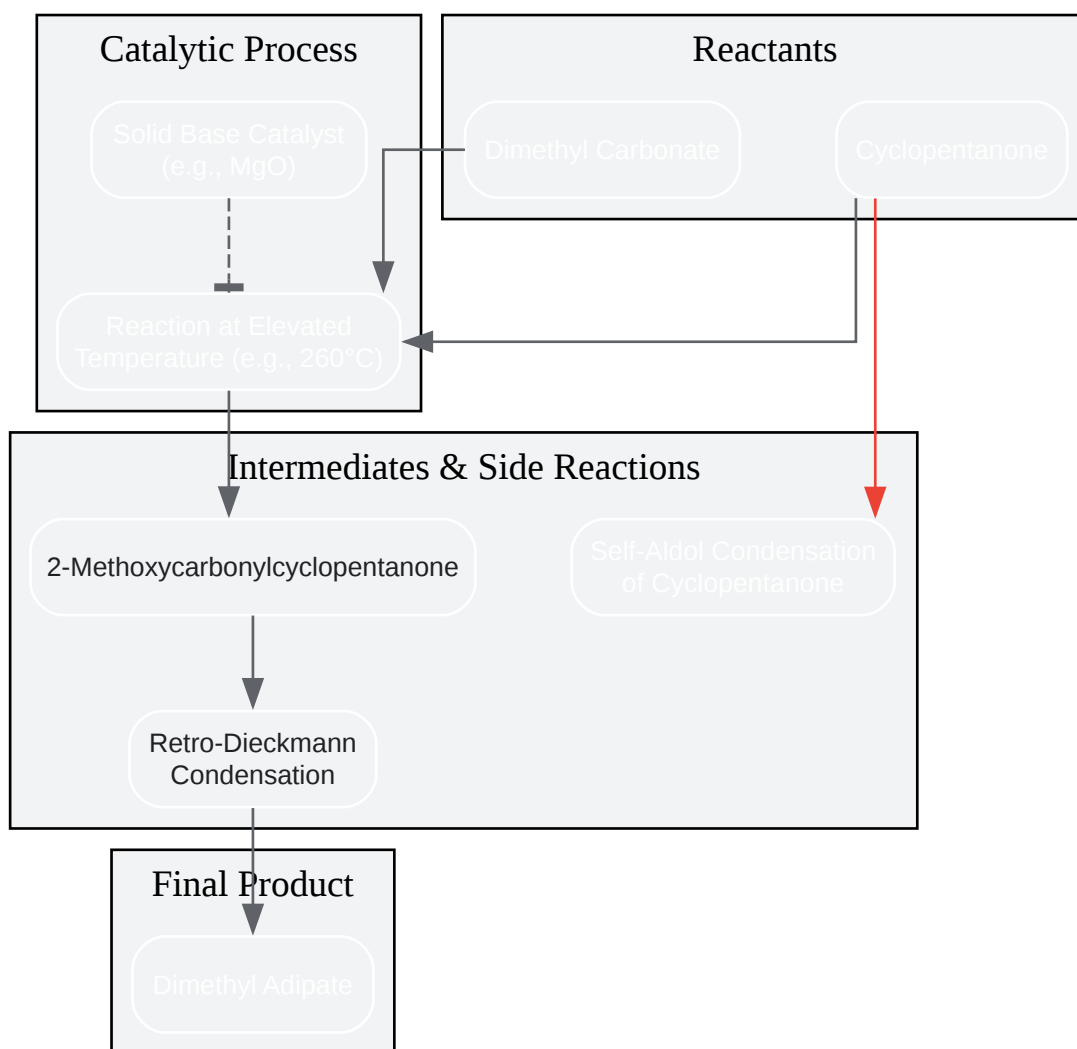 Catalytic Process
Reactants
Solid Base Catalyst
(e.g., MgO)
Dimethyl Carbonate
Cyclopentanone
Reaction at Elevated
Temperature (e.g., 260°C)
Intermediates & Side Reactions
2-Methoxycarbonylcyclopentanone
Self-Aldol Condensation
of Cyclopentanone
Retro-Dieckmann
Condensation
Final Product
Dimethyl Adipate